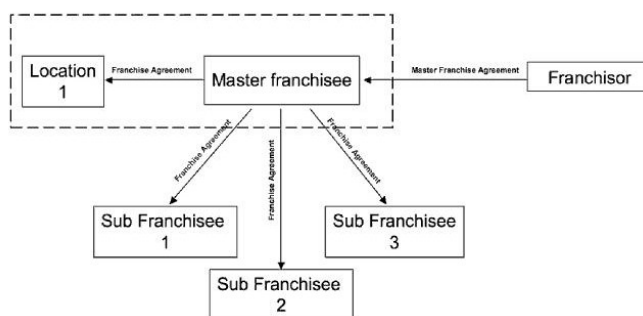 Location
1
Franchise Agreement
Master franchisee
Master Franchise Agreement
Franchisor
Franchise Agreement
Franchise Agreement
Franchise Agreement
Sub Franchisee
1
Sub Franchisee
2
Sub Franchisee
3